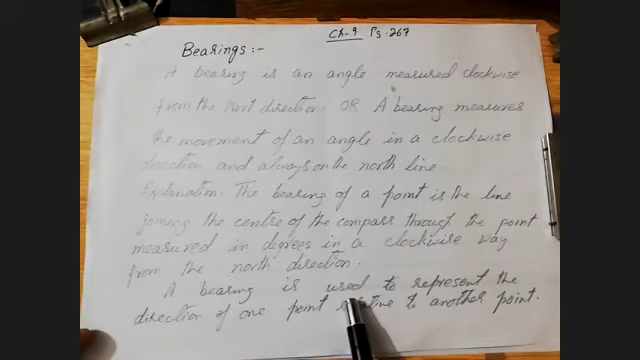 Ch-9 Pg.267
Bearings:-
A bearing is an angle measured clockwise
from the Nort direction. OR A bearing measures
the movement of an angle in a clockwise
direction and always on the north line.
Explanation: The bearing of a point is the line
joining the centre of the compass through the point
measured in degrees in a clockwise way
from the north direction.
A bearing is used to represent the
direction of one point to another point.